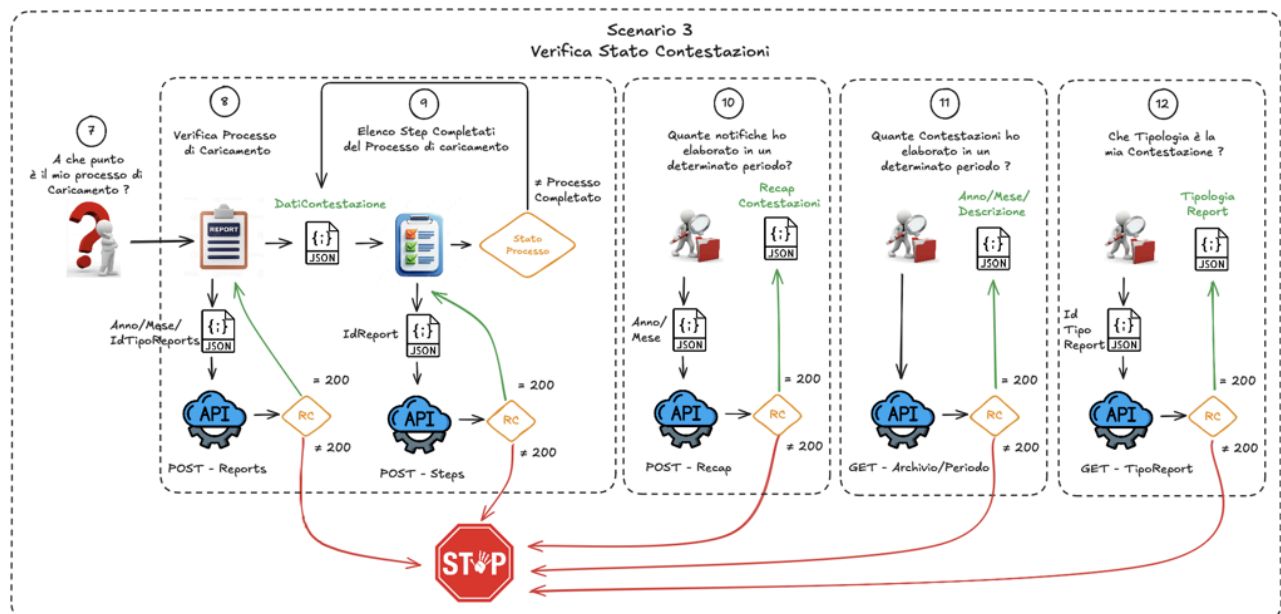 Scenario 3
Verifica Stato Contestazioni
7
A che punto
è il mio processo di
Caricamento ?
8
Verifica Processo
di Caricamento
REPORT
Anno/Mese/
IdTipoReports
{;}
JSON
API
POST - Reports
RC
= 200
≠ 200
DatiContestazione
{;}
JSON
9
Elenco Step Completati
del Processo di caricamento
≠ Processo
Completato
Stato
Processo
IdReport
{;}
JSON
API
POST - Steps
RC
= 200
≠ 200
10
Quante notifiche ho
elaborato in un
determinato periodo?
Recap
Contestazioni
{;}
JSON
Anno/
Mese
{;}
JSON
API
POST - Recap
RC
= 200
≠ 200
11
Quante Contestazioni ho
elaborato in un
determinato periodo ?
Anno/Mese/
Descrizione
{;}
JSON
API
GET - Archivio/Periodo
RC
= 200
≠ 200
12
Che Tipologia è la
mia Contestazione ?
Tipologia
Report
{;}
JSON
Id
Tipo
Report
{;}
JSON
API
GET - TipoReport
RC
= 200
≠ 200
STOP